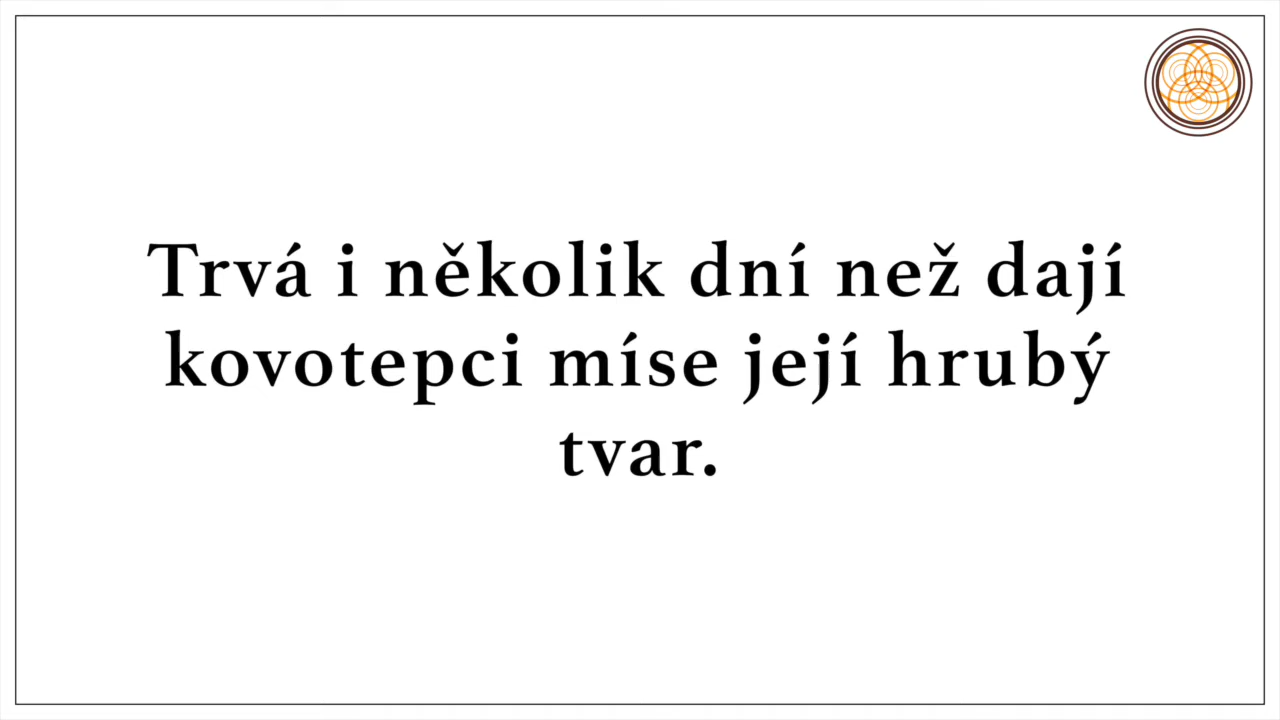 Trvá i několik dní než dají
kovotepci míse její hrubý
tvar.